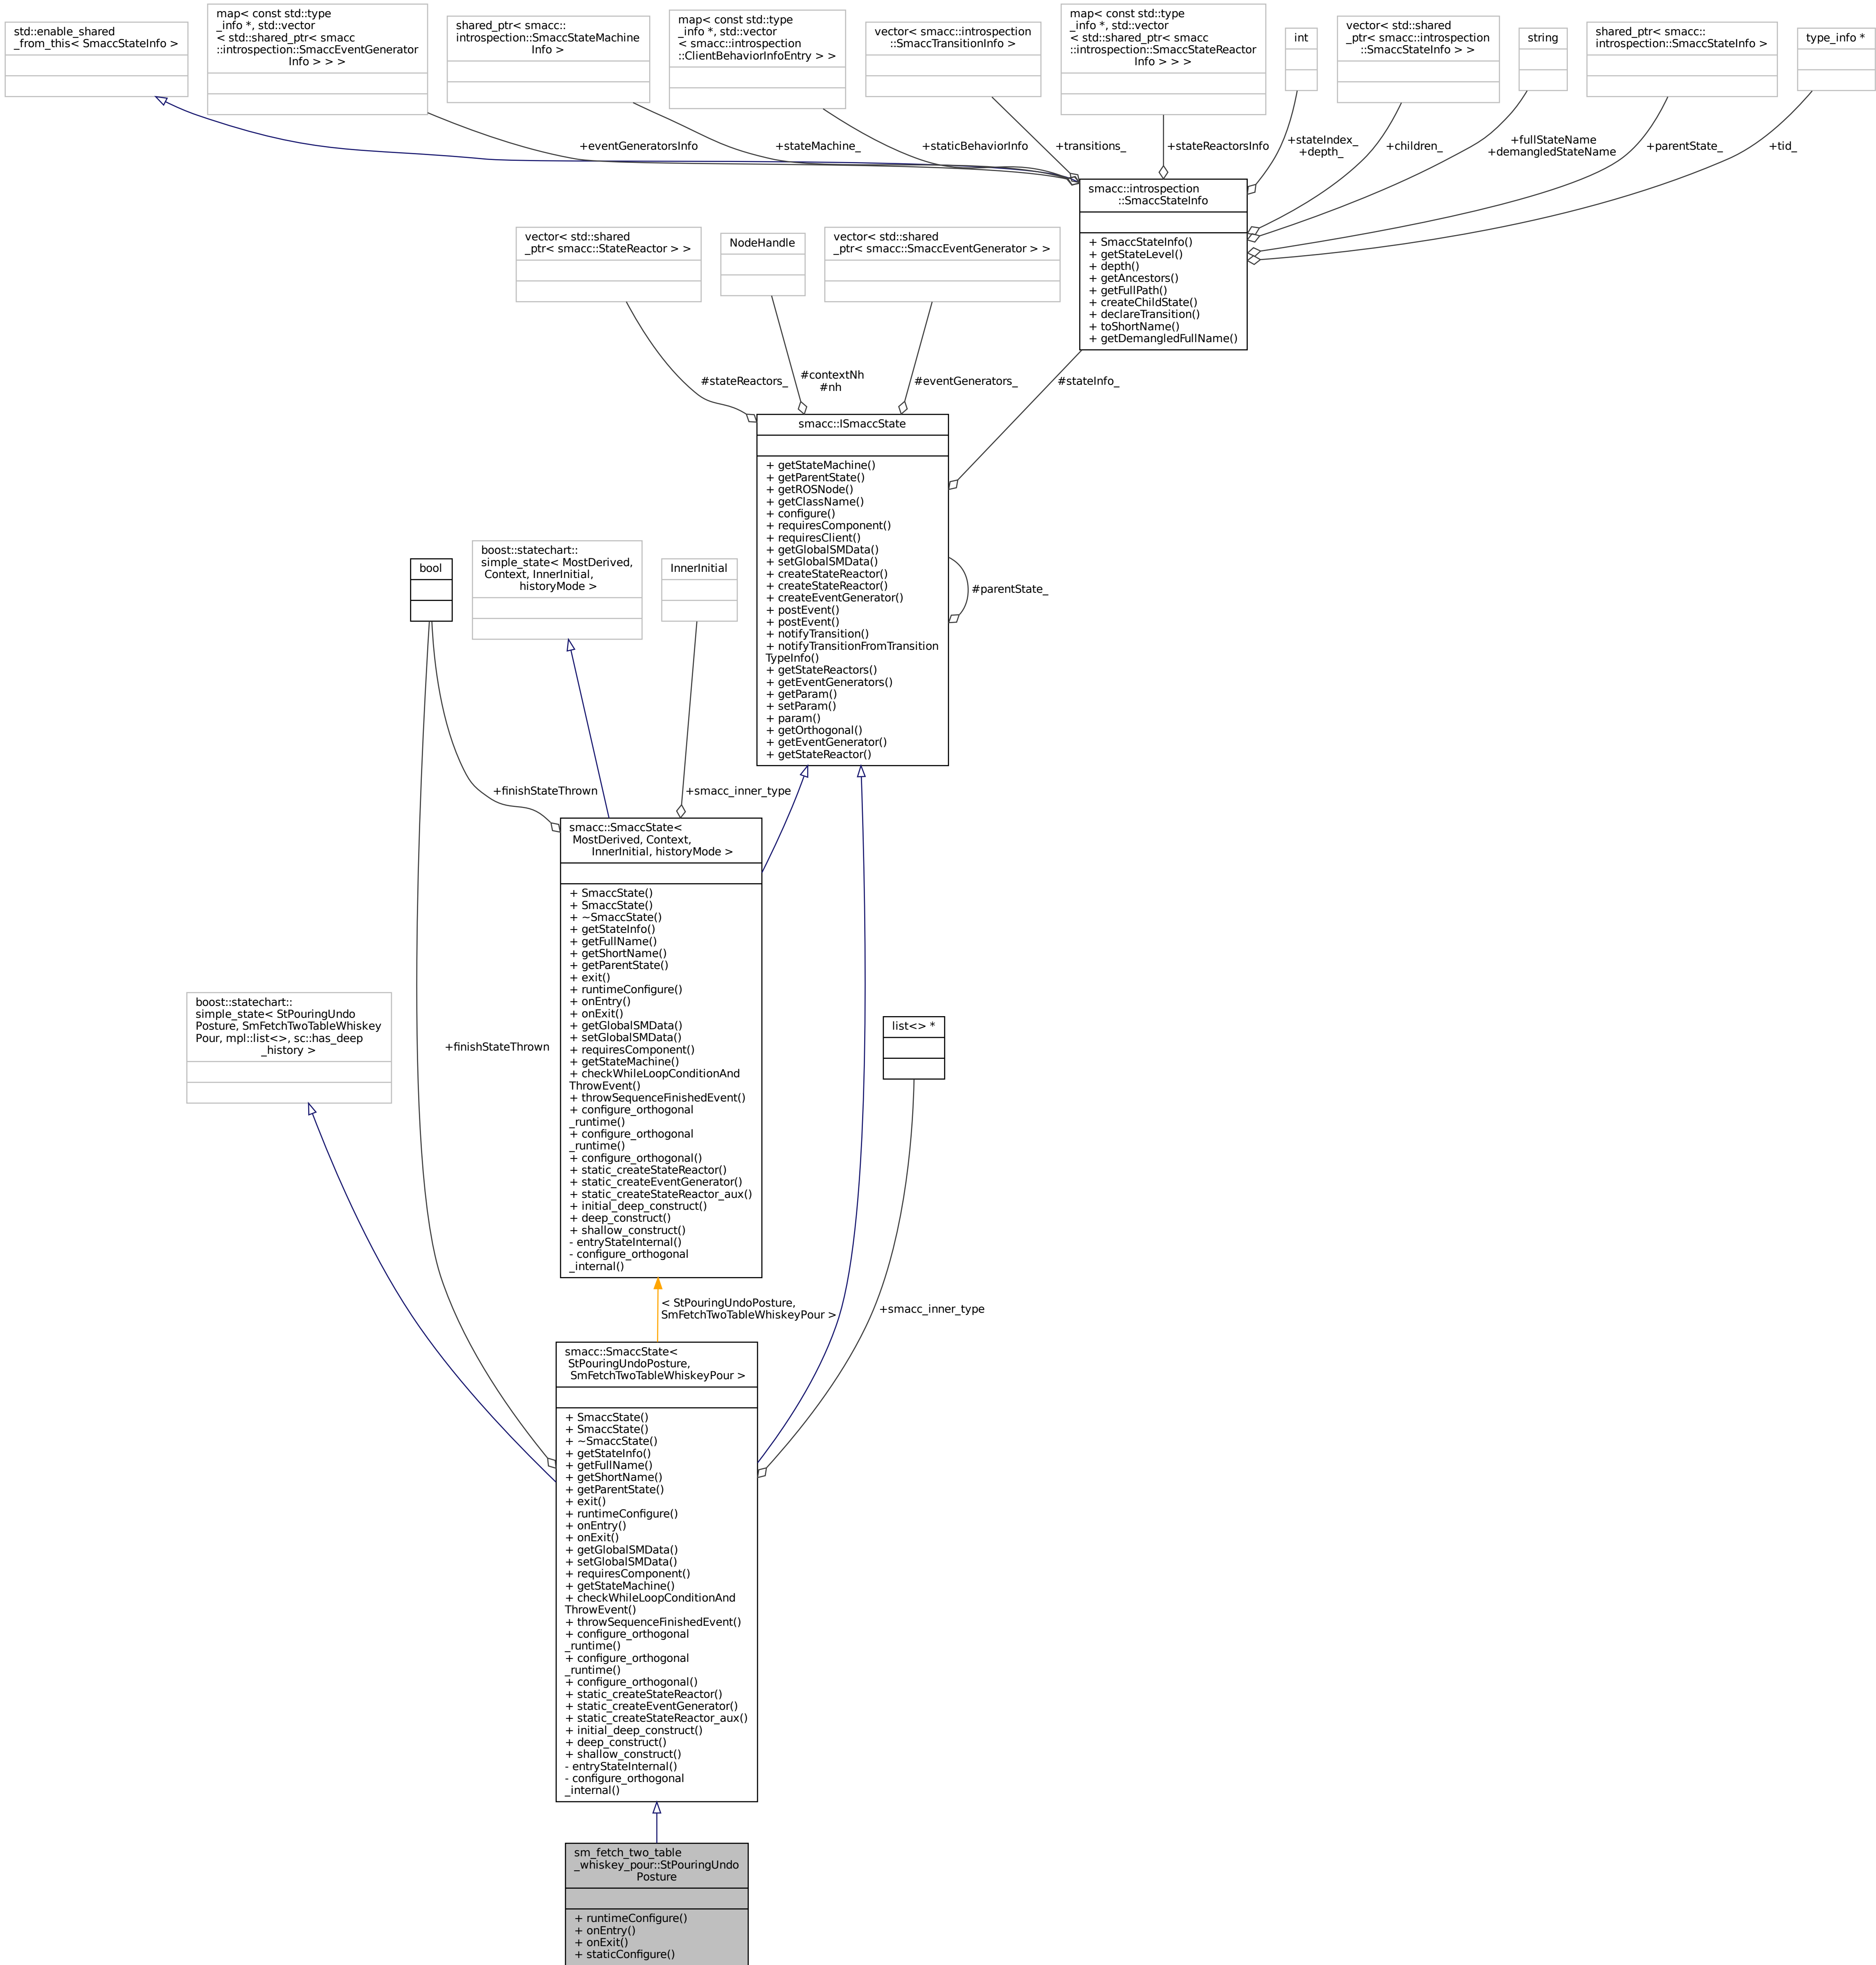 std::enable_shared
_from_this< SmaccStateInfo >
map< const std::type
_info *, std::vector
< std::shared_ptr< smacc
::introspection::SmaccEventGenerator
Info > > >
shared_ptr< smacc::
introspection::SmaccStateMachine
Info >
map< const std::type
_info *, std::vector
< smacc::introspection
::ClientBehaviorInfoEntry > >
vector< smacc::introspection
::SmaccTransitionInfo >
map< const std::type
_info *, std::vector
< std::shared_ptr< smacc
::introspection::SmaccStateReactor
Info > > >
int
vector< std::shared
_ptr< smacc::introspection
::SmaccStateInfo > >
string
shared_ptr< smacc::
introspection::SmaccStateInfo >
type_info *
+eventGeneratorsInfo
+stateMachine_
+staticBehaviorInfo
+transitions_
+stateReactorsInfo
+stateIndex_
+depth_
+children_
+fullStateName
+demangledStateName
+parentState_
+tid_
smacc::introspection
::SmaccStateInfo
+ SmaccStateInfo()
+ getStateLevel()
+ depth()
+ getAncestors()
+ getFullPath()
+ createChildState()
+ declareTransition()
+ toShortName()
+ getDemangledFullName()
vector< std::shared
_ptr< smacc::StateReactor > >
NodeHandle
vector< std::shared
_ptr< smacc::SmaccEventGenerator > >
#stateReactors_
#contextNh
#nh
#eventGenerators_
#stateInfo_
smacc::ISmaccState
+ getStateMachine()
+ getParentState()
+ getROSNode()
+ getClassName()
+ configure()
+ requiresComponent()
+ requiresClient()
+ getGlobalSMData()
+ setGlobalSMData()
+ createStateReactor()
+ createStateReactor()
+ createEventGenerator()
+ postEvent()
+ postEvent()
+ notifyTransition()
+ notifyTransitionFromTransition
TypeInfo()
+ getStateReactors()
+ getEventGenerators()
+ getParam()
+ setParam()
+ param()
+ getOrthogonal()
+ getEventGenerator()
+ getStateReactor()
#parentState_
bool
boost::statechart::
simple_state< MostDerived,
Context, InnerInitial,
historyMode >
InnerInitial
+finishStateThrown
+smacc_inner_type
smacc::SmaccState<
MostDerived, Context,
InnerInitial, historyMode >
+ SmaccState()
+ SmaccState()
+ ~SmaccState()
+ getStateInfo()
+ getFullName()
+ getShortName()
+ getParentState()
+ exit()
+ runtimeConfigure()
+ onEntry()
+ onExit()
+ getGlobalSMData()
+ setGlobalSMData()
+ requiresComponent()
+ getStateMachine()
+ checkWhileLoopConditionAnd
ThrowEvent()
+ throwSequenceFinishedEvent()
+ configure_orthogonal
_runtime()
+ configure_orthogonal
_runtime()
+ configure_orthogonal()
+ static_createStateReactor()
+ static_createEventGenerator()
+ static_createStateReactor_aux()
+ initial_deep_construct()
+ deep_construct()
+ shallow_construct()
- entryStateInternal()
- configure_orthogonal
_internal()
boost::statechart::
simple_state< StPouringUndo
Posture, SmFetchTwoTableWhiskey
Pour, mpl::list<>, sc::has_deep
_history >
+finishStateThrown
list<> *
< StPouringUndoPosture,
SmFetchTwoTableWhiskeyPour >
+smacc_inner_type
smacc::SmaccState<
StPouringUndoPosture,
SmFetchTwoTableWhiskeyPour >
+ SmaccState()
+ SmaccState()
+ ~SmaccState()
+ getStateInfo()
+ getFullName()
+ getShortName()
+ getParentState()
+ exit()
+ runtimeConfigure()
+ onEntry()
+ onExit()
+ getGlobalSMData()
+ setGlobalSMData()
+ requiresComponent()
+ getStateMachine()
+ checkWhileLoopConditionAnd
ThrowEvent()
+ throwSequenceFinishedEvent()
+ configure_orthogonal
_runtime()
+ configure_orthogonal
_runtime()
+ configure_orthogonal()
+ static_createStateReactor()
+ static_createEventGenerator()
+ static_createStateReactor_aux()
+ initial_deep_construct()
+ deep_construct()
+ shallow_construct()
- entryStateInternal()
- configure_orthogonal
_internal()
sm_fetch_two_table
_whiskey_pour::StPouringUndo
Posture
+ runtimeConfigure()
+ onEntry()
+ onExit()
+ staticConfigure()